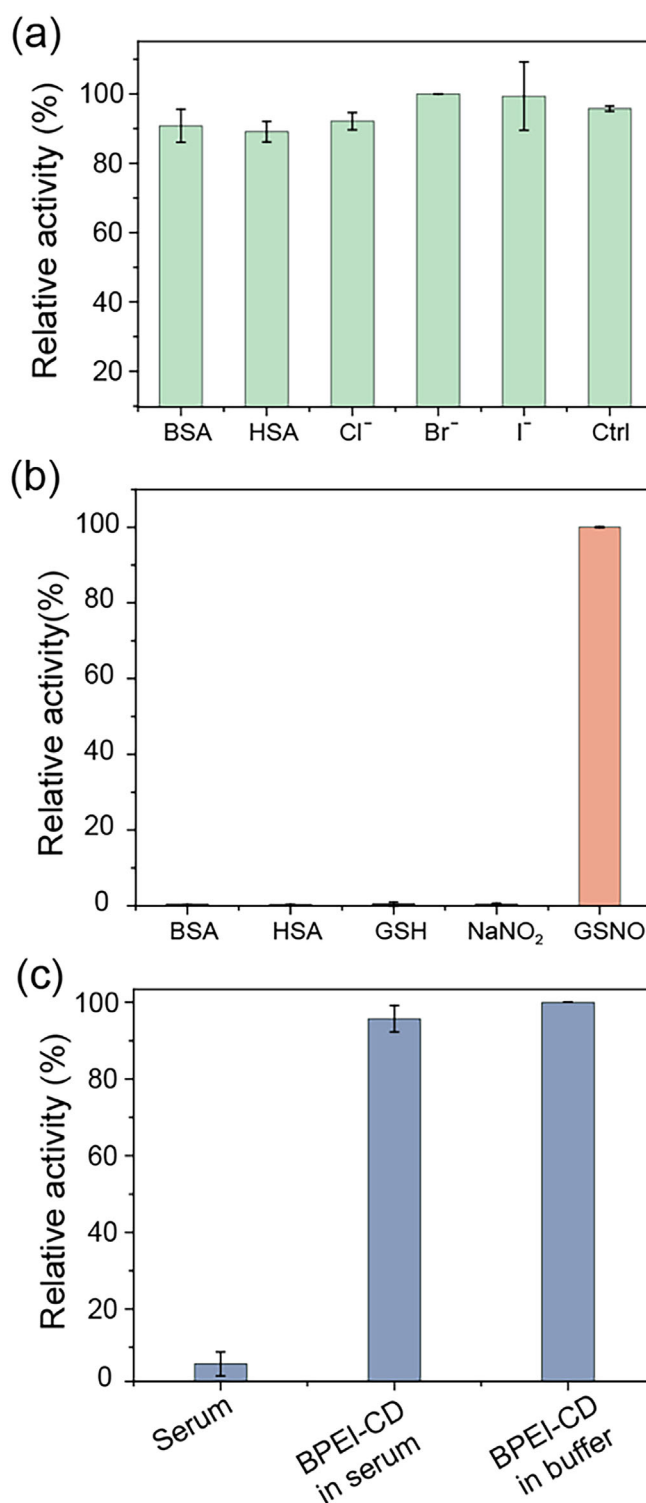 (a)
Relative activity (%)
100
80
60
40
20
BSA HSA Cl⁻ Br⁻ I⁻ Ctrl
(b)
Relative activity(%)
100
80
60
40
20
0
BSA HSA GSH NaNO₂ GSNO
(c)
Relative activity (%)
100
80
60
40
20
0
Serum
BPEI-CD
in serum
BPEI-CD
in buffer